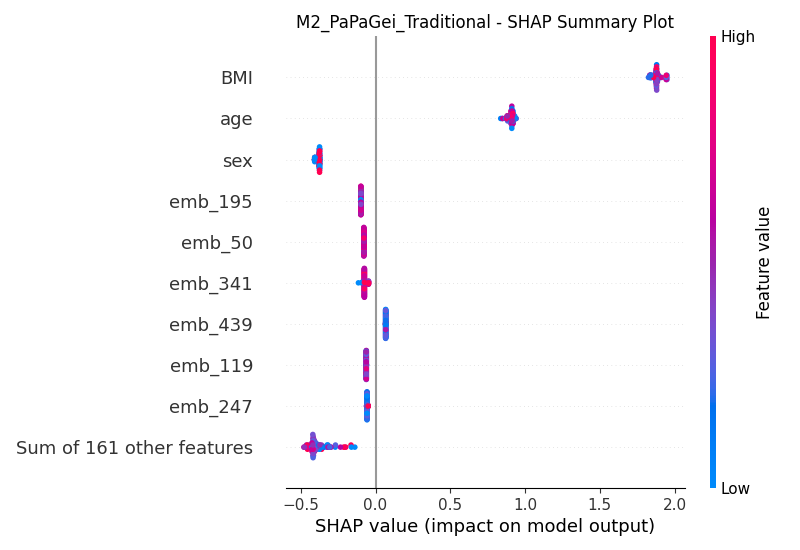 M2_PaPaGei_Traditional - SHAP Summary Plot
High
BMI
age
sex
emb_195
emb_50
emb_341
emb_439
emb_119
emb_247
Sum of 161 other features
Feature value
Low
−0.5 0.0 0.5 1.0 1.5 2.0
SHAP value (impact on model output)